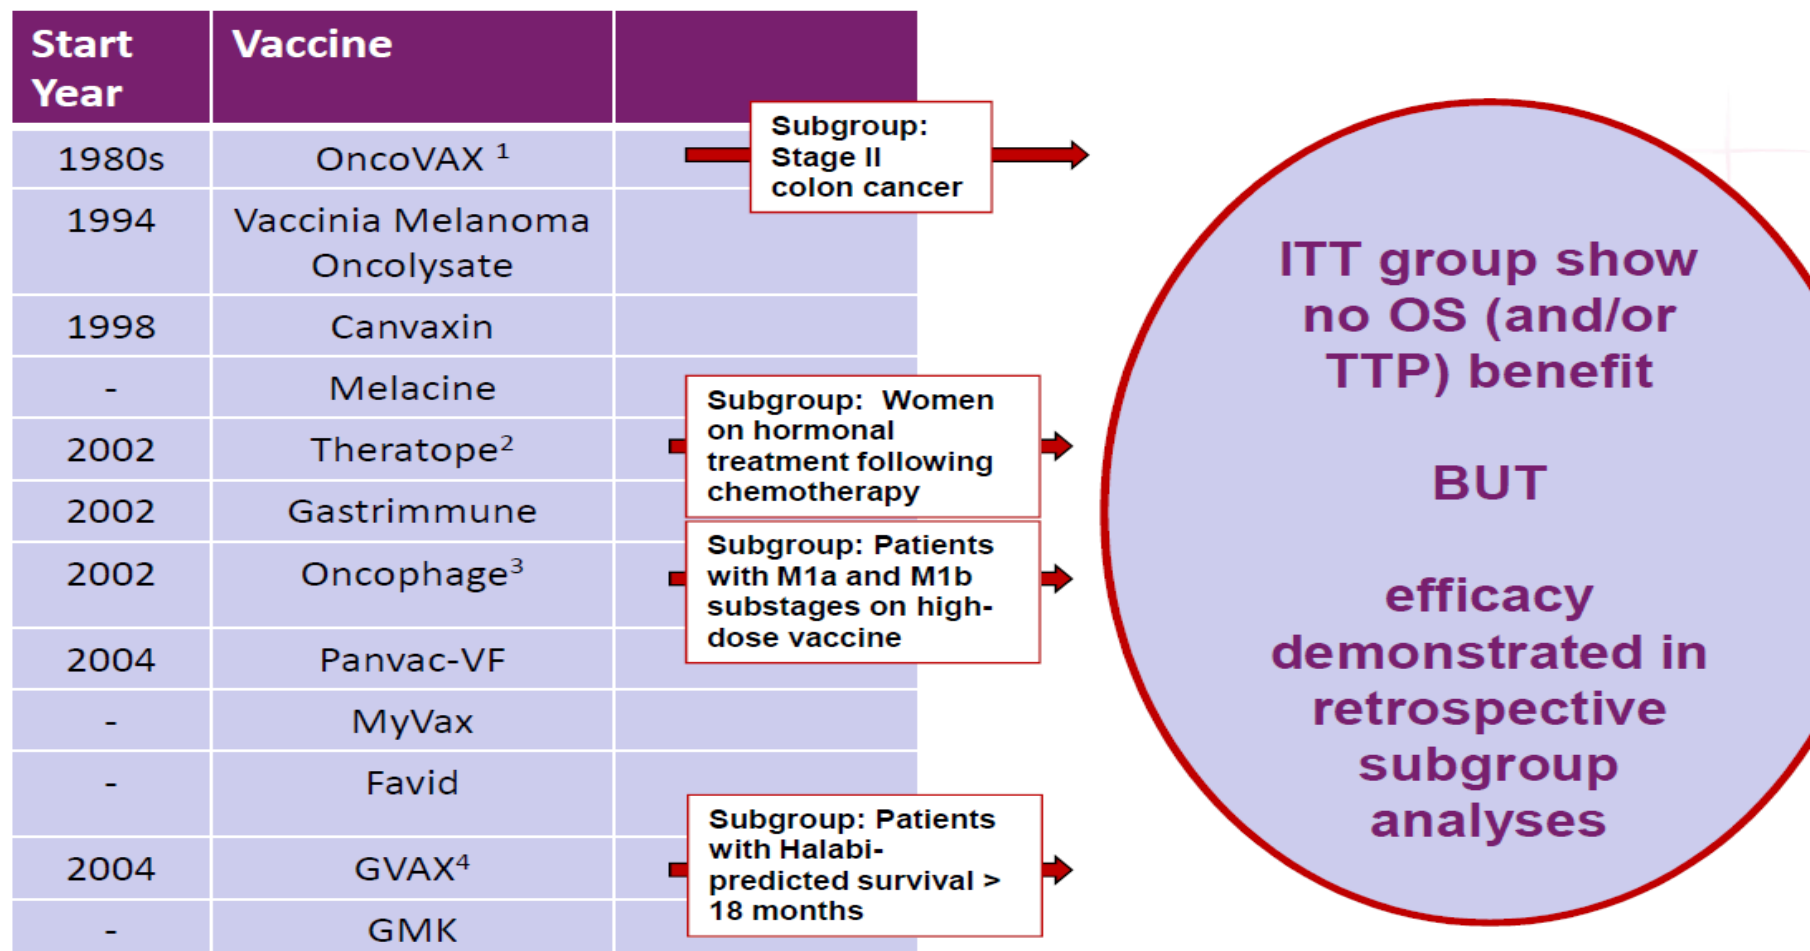 Start
Year
Vaccine
1980s
OncoVAX ¹
Subgroup:
Stage II
colon cancer
1994
Vaccinia Melanoma
Oncolysate
1998
Canvaxin
-
Melacine
2002
Theratope²
Subgroup: Women
on hormonal
treatment following
chemotherapy
2002
Gastrimmune
2002
Oncophage³
Subgroup: Patients
with M1a and M1b
substages on high-
dose vaccine
2004
Panvac-VF
-
MyVax
-
Favid
2004
GVAX⁴
Subgroup: Patients
with Halabi-
predicted survival >
18 months
-
GMK
ITT group show
no OS (and/or
TTP) benefit
BUT
efficacy
demonstrated in
retrospective
subgroup
analyses